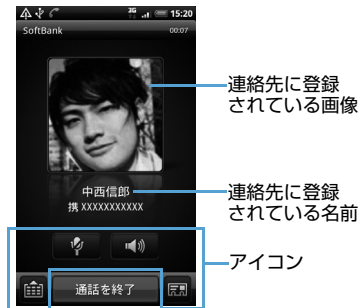 3G
15:20
SoftBank
00:07
連絡先に登録
されている画像
中西信郎
携 XXXXXXXXXXX
連絡先に登録
されている名前
アイコン
通話を終了